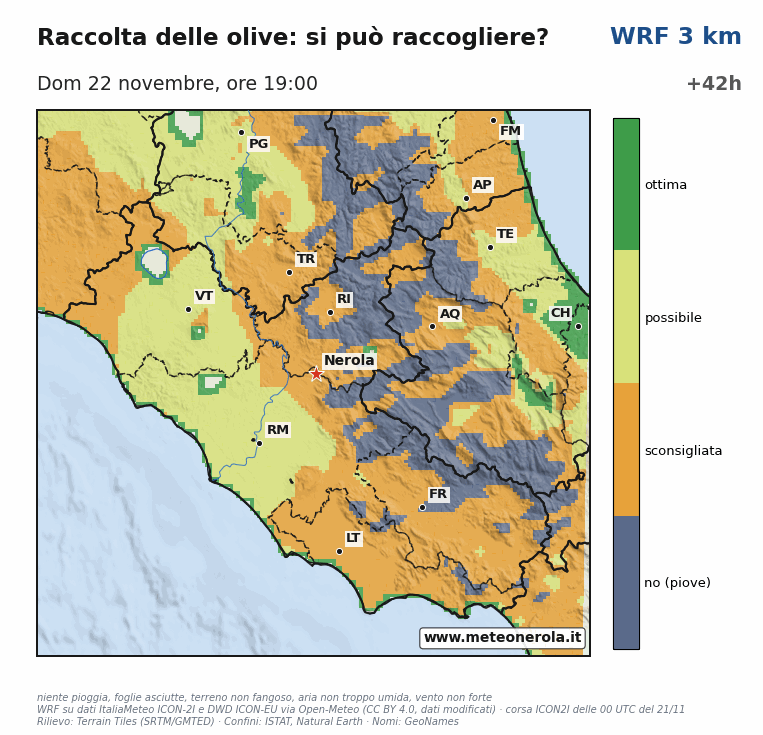 Raccolta delle olive: si può raccogliere?
WRF 3 km
Dom 22 novembre, ore 19:00
+42h
FM
PG
AP
TE
TR
VT
RI
AQ
CH
Nerola
RM
FR
LT
www.meteonerola.it
ottima
possibile
sconsigliata
no (piove)
niente pioggia, foglie asciutte, terreno non fangoso, aria non troppo umida, vento non forte
WRF su dati ItaliaMeteo ICON-2I e DWD ICON-EU via Open-Meteo (CC BY 4.0, dati modificati) · corsa ICON2I delle 00 UTC del 21/11
Rilievo: Terrain Tiles (SRTM/GMTED) · Confini: ISTAT, Natural Earth · Nomi: GeoNames